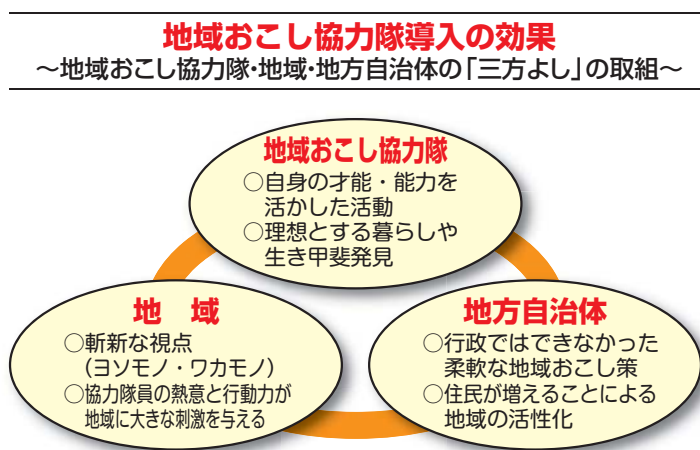 地域おこし協力隊導入の効果
～地域おこし協力隊・地域・地方自治体の「三方よし」の取組～
地域おこし協力隊
○自身の才能・能力を
活かした活動
○理想とする暮らしや
生き甲斐発見
地　域
○斬新な視点
(ヨソモノ・ワカモノ)
○協力隊員の熱意と行動力が
地域に大きな刺激を与える
地方自治体
○行政ではできなかった
柔軟な地域おこし策
○住民が増えることによる
地域の活性化